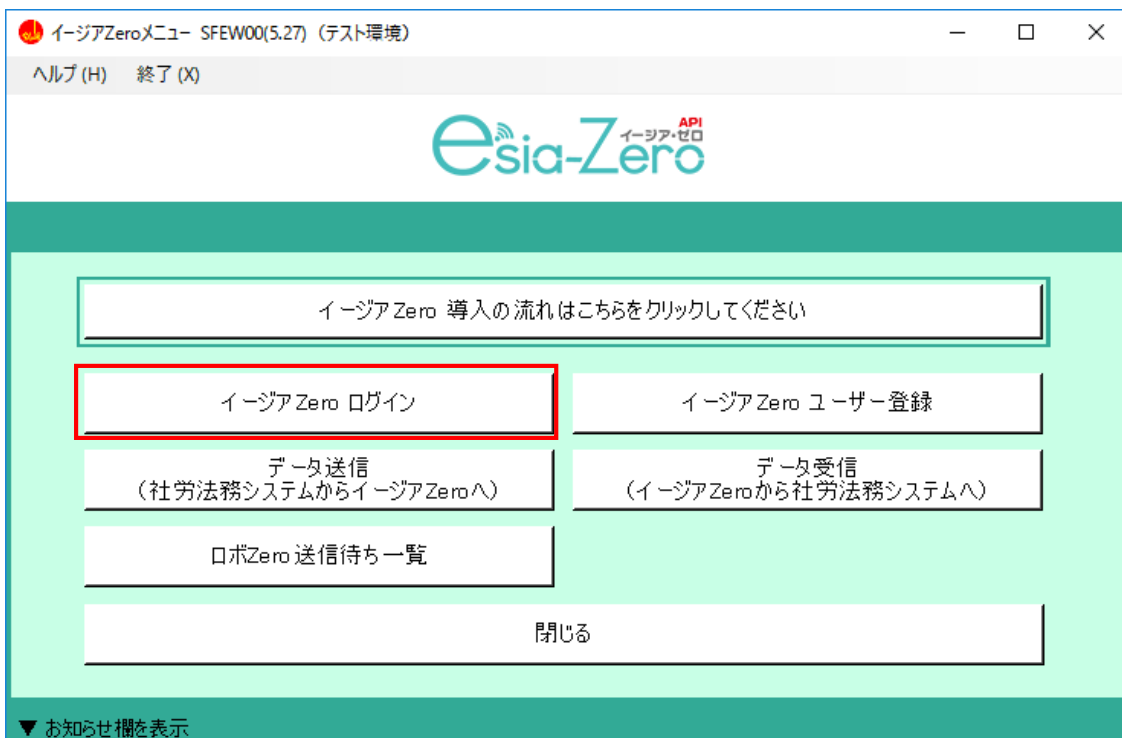 イージアZeroメニュー SFEW00(5.27) (テスト環境)
ヘルプ(H) 終了(X)
API
イージア・ゼロ
esia-Zero
イージアZero 導入の流れはこちらをクリックしてください
イージアZero ログイン
イージアZero ユーザー登録
データ送信
(社労法務システムからイージアZeroへ)
データ受信
(イージアZeroから社労法務システムへ)
ロボZero送信待ち一覧
閉じる
▼ お知らせ欄を表示